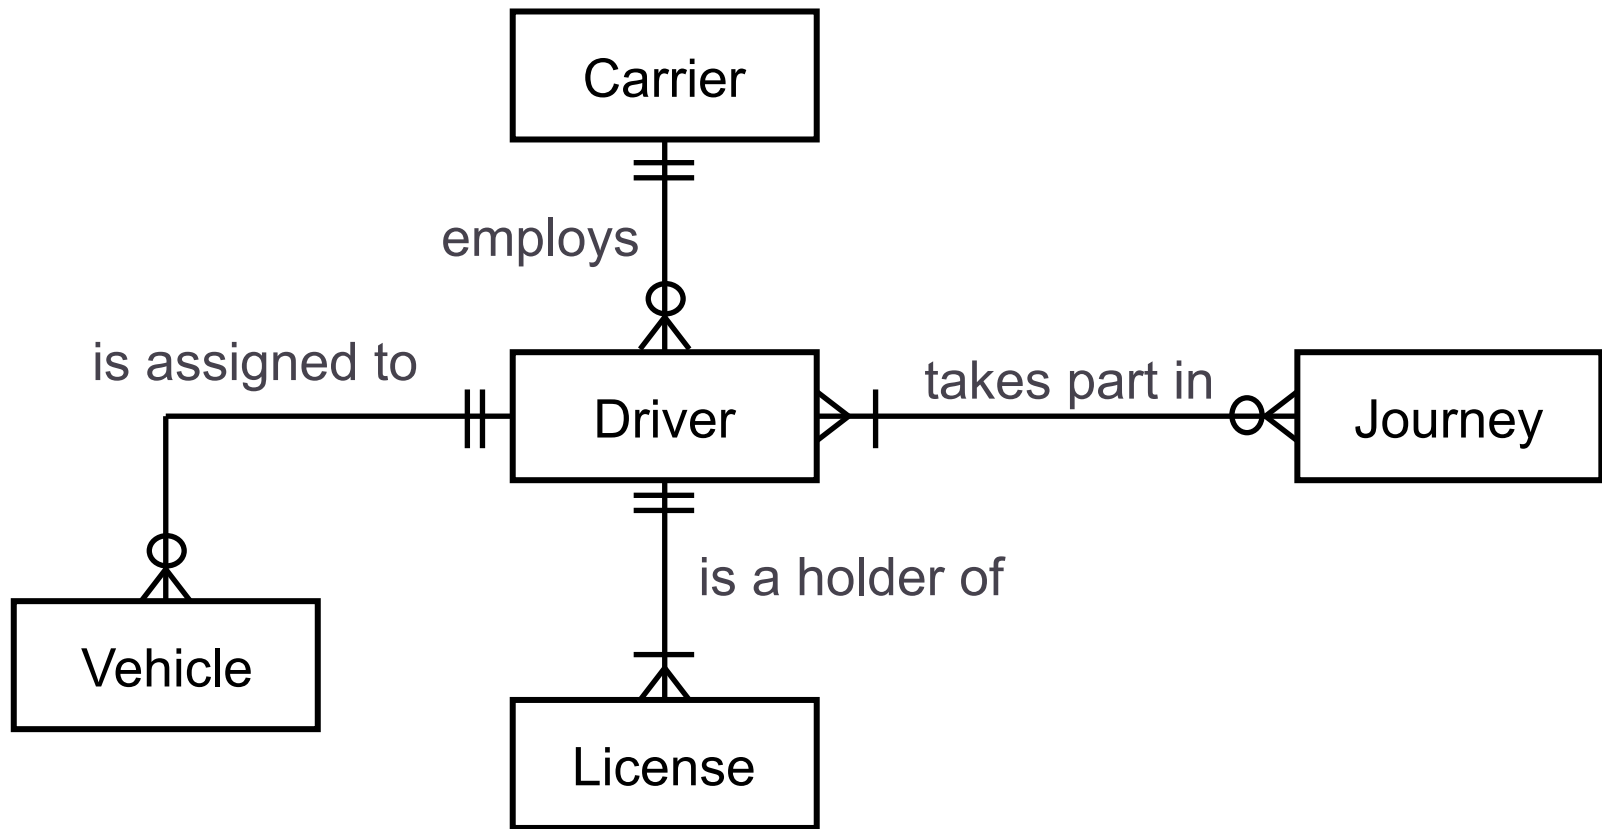 Carrier
employs
is assigned to
Driver
takes part in
Journey
is a holder of
Vehicle
License